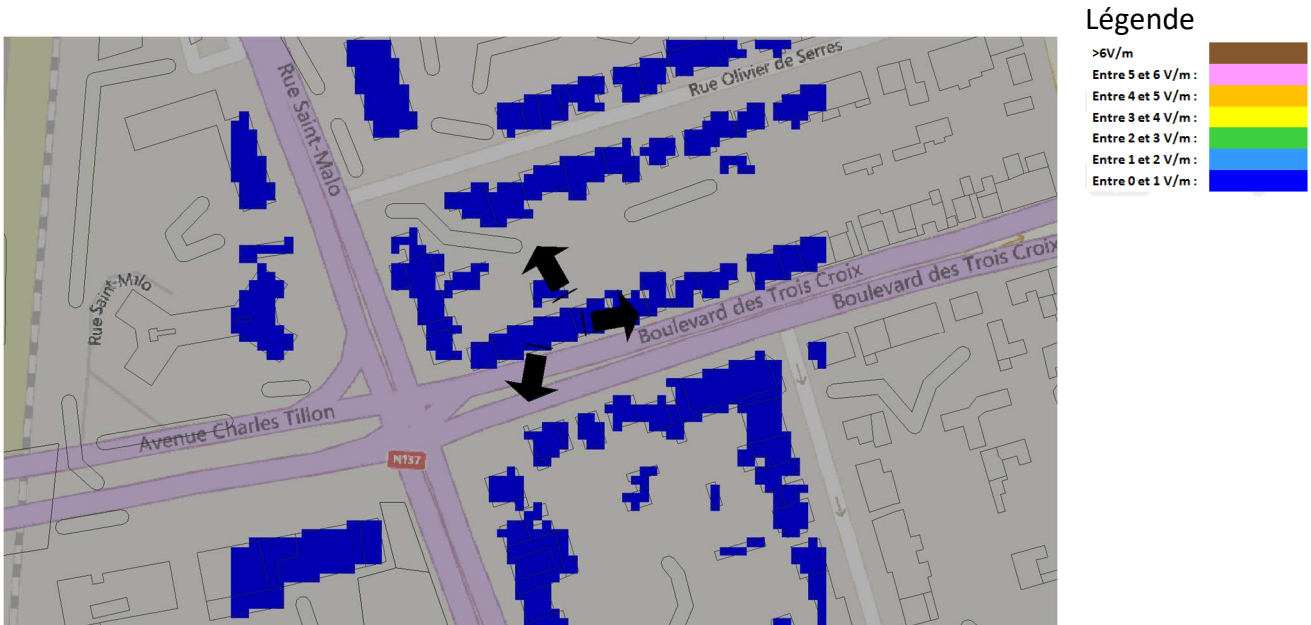 Légende
>6V/m
Entre 5 et 6 V/m :
Entre 4 et 5 V/m :
Entre 3 et 4 V/m :
Entre 2 et 3 V/m :
Entre 1 et 2 V/m :
Entre 0 et 1 V/m :
Rue Olivier de Serres
Rue Saint-Malo
Rue Saint-Malo
Boulevard des Trois Croix
Boulevard des Trois Croix
Avenue Charles Tillon
N137